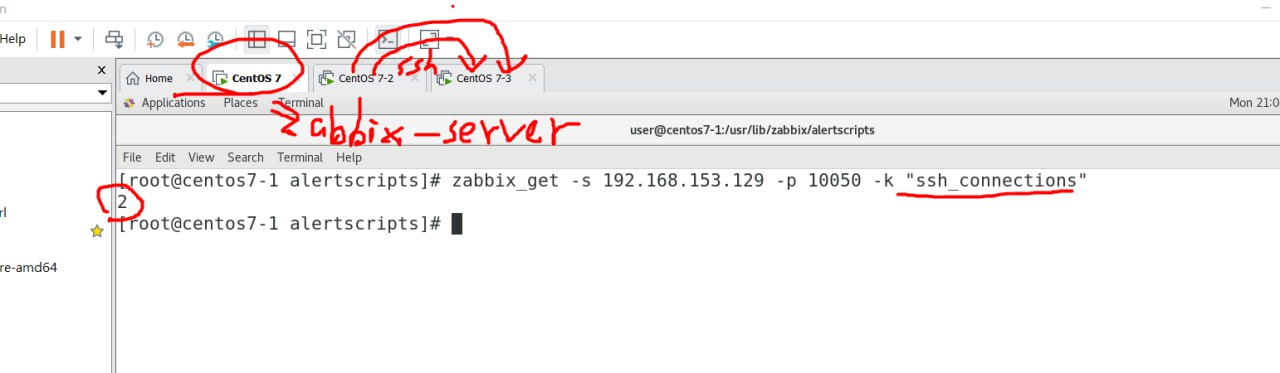 n
Help
x
Home
CentOS 7
CentOS 7-2
ssh
CentOS 7-3
Applications Places Terminal
Mon 21:0
zabbix-server
user@centos7-1:/usr/lib/zabbix/alertscripts
File Edit View Search Terminal Help
[root@centos7-1 alertscripts]# zabbix_get -s 192.168.153.129 -p 10050 -k "ssh_connections"
2
rl
[root@centos7-1 alertscripts]#
re-amd64